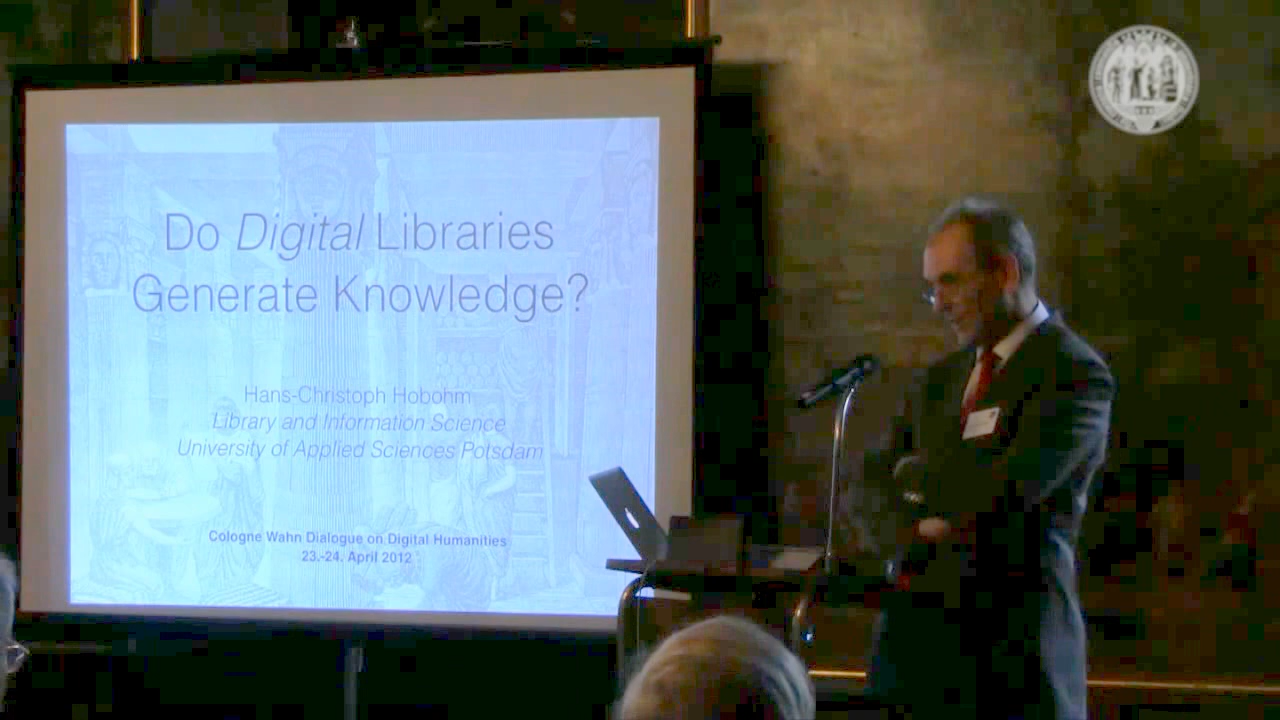 Do Digital Libraries
Generate Knowledge?
Hans-Christoph Hobohm
Library and Information Science
University of Applied Sciences Potsdam
Cologne Wahn Dialogue on Digital Humanities
23.-24. April 2012